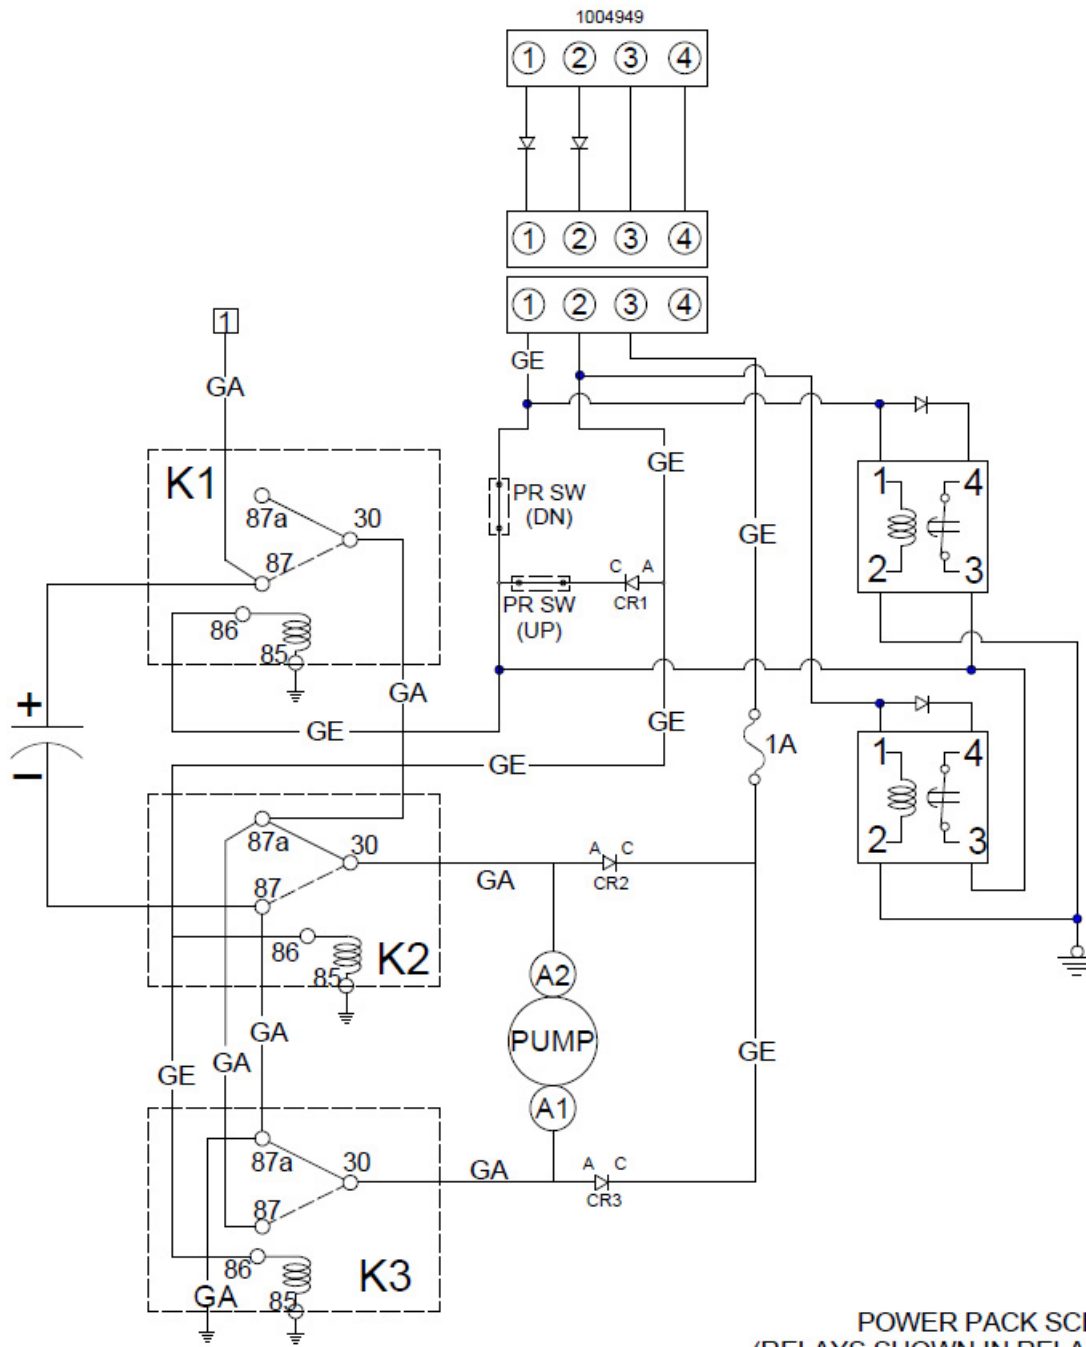 1004949
1 2 3 4
1 2 3 4
1 2 3 4
1
GE
GA
K1
GE
PR SW
(DN)
1 4
87a
30
GE
87
C A
2 3
CR1
PR SW
(UP)
86
85
GA
+
GE
GE
1A
GE
1 4
−
87a
30
A C
2 3
CR2
GA
87
86
K2
85
A2
GA
PUMP
GA
GE
GE
A1
87a
30
A C
GA
CR3
87
86
K3
GA
85
POWER PACK